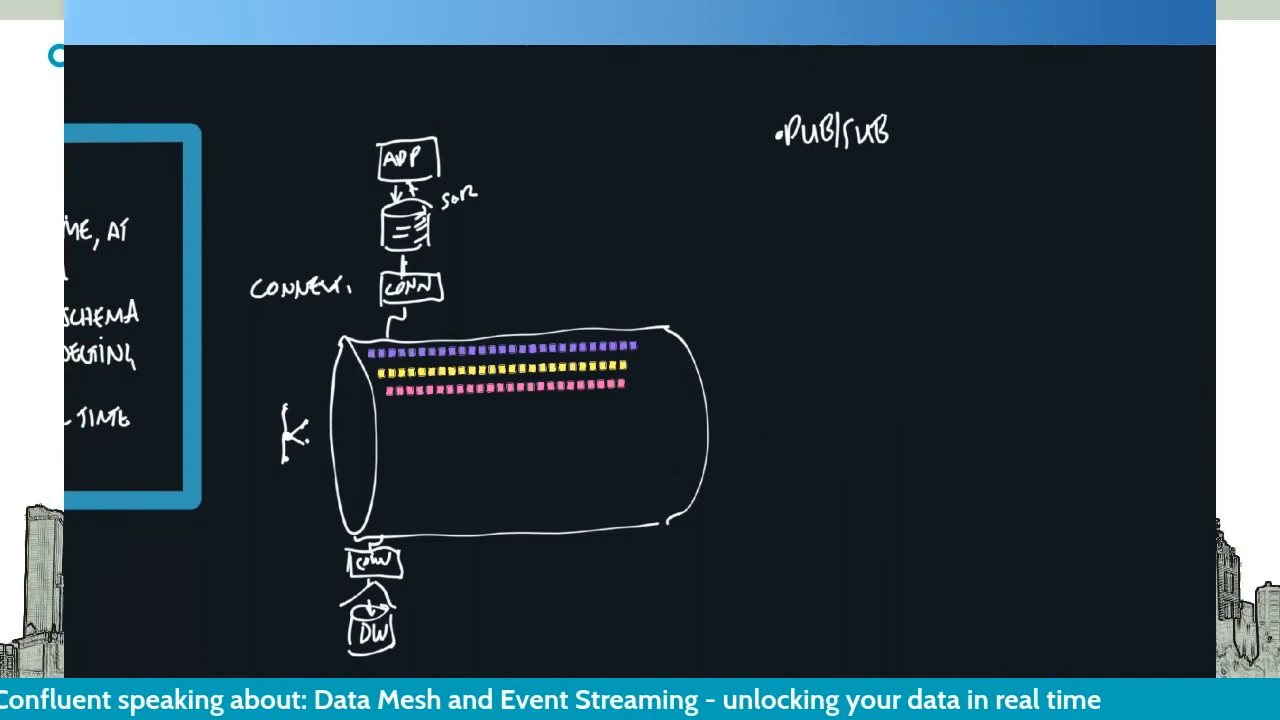 •PUB/SUB
APP
SOR
ME, AT
CONNECT.
CONN
SCHEMA
TIME
K
CONN
DW
Confluent speaking about: Data Mesh and Event Streaming - unlocking your data in real time